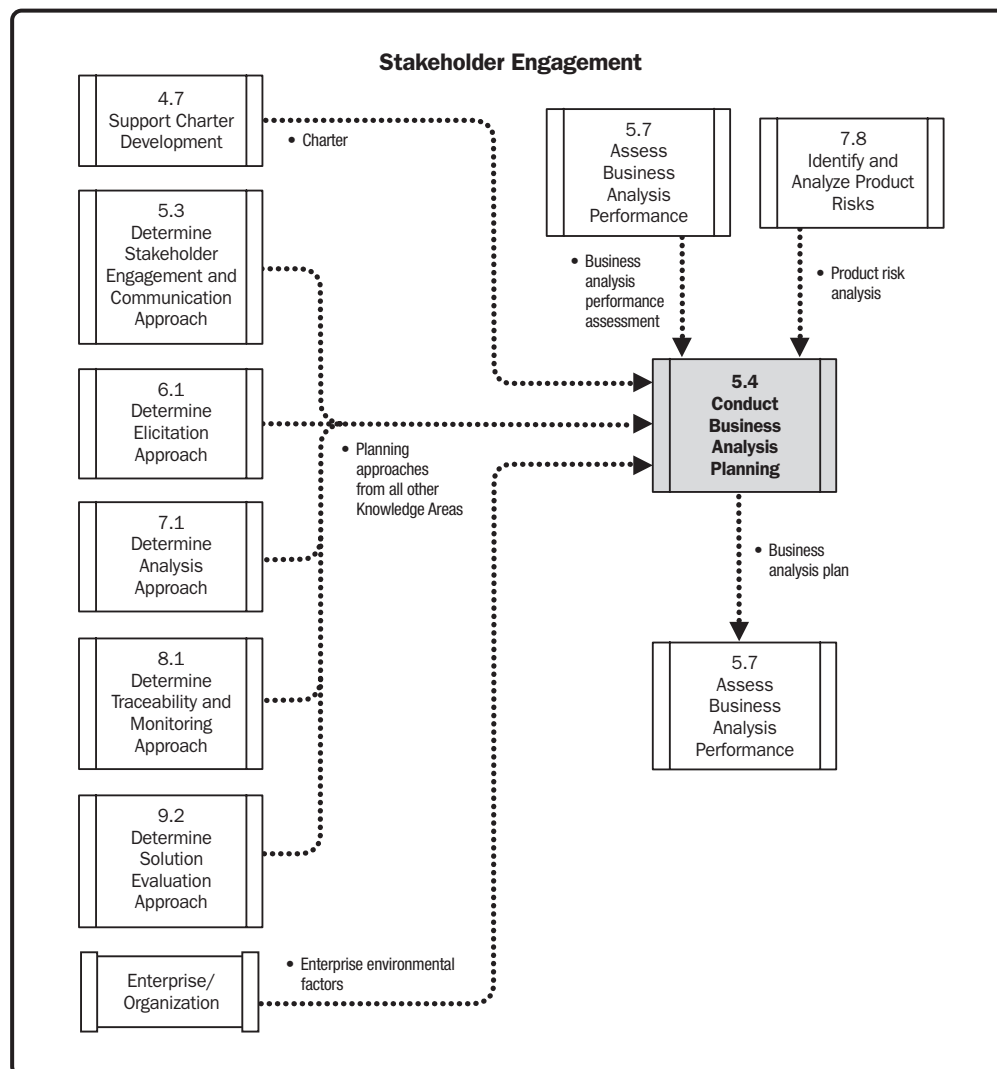 Stakeholder Engagement
4.7
Support Charter
Development
• Charter
5.3
Determine
Stakeholder
Engagement and
Communication
Approach
6.1
Determine
Elicitation
Approach
7.1
Determine
Analysis
Approach
8.1
Determine
Traceability and
Monitoring
Approach
9.2
Determine
Solution
Evaluation
Approach
Enterprise/
Organization
• Planning
approaches
from all other
Knowledge Areas
• Enterprise environmental
factors
5.7
Assess
Business
Analysis
Performance
• Business
analysis
performance
assessment
7.8
Identify and
Analyze Product
Risks
• Product risk
analysis
5.4
Conduct
Business
Analysis
Planning
• Business
analysis plan
5.7
Assess
Business
Analysis
Performance